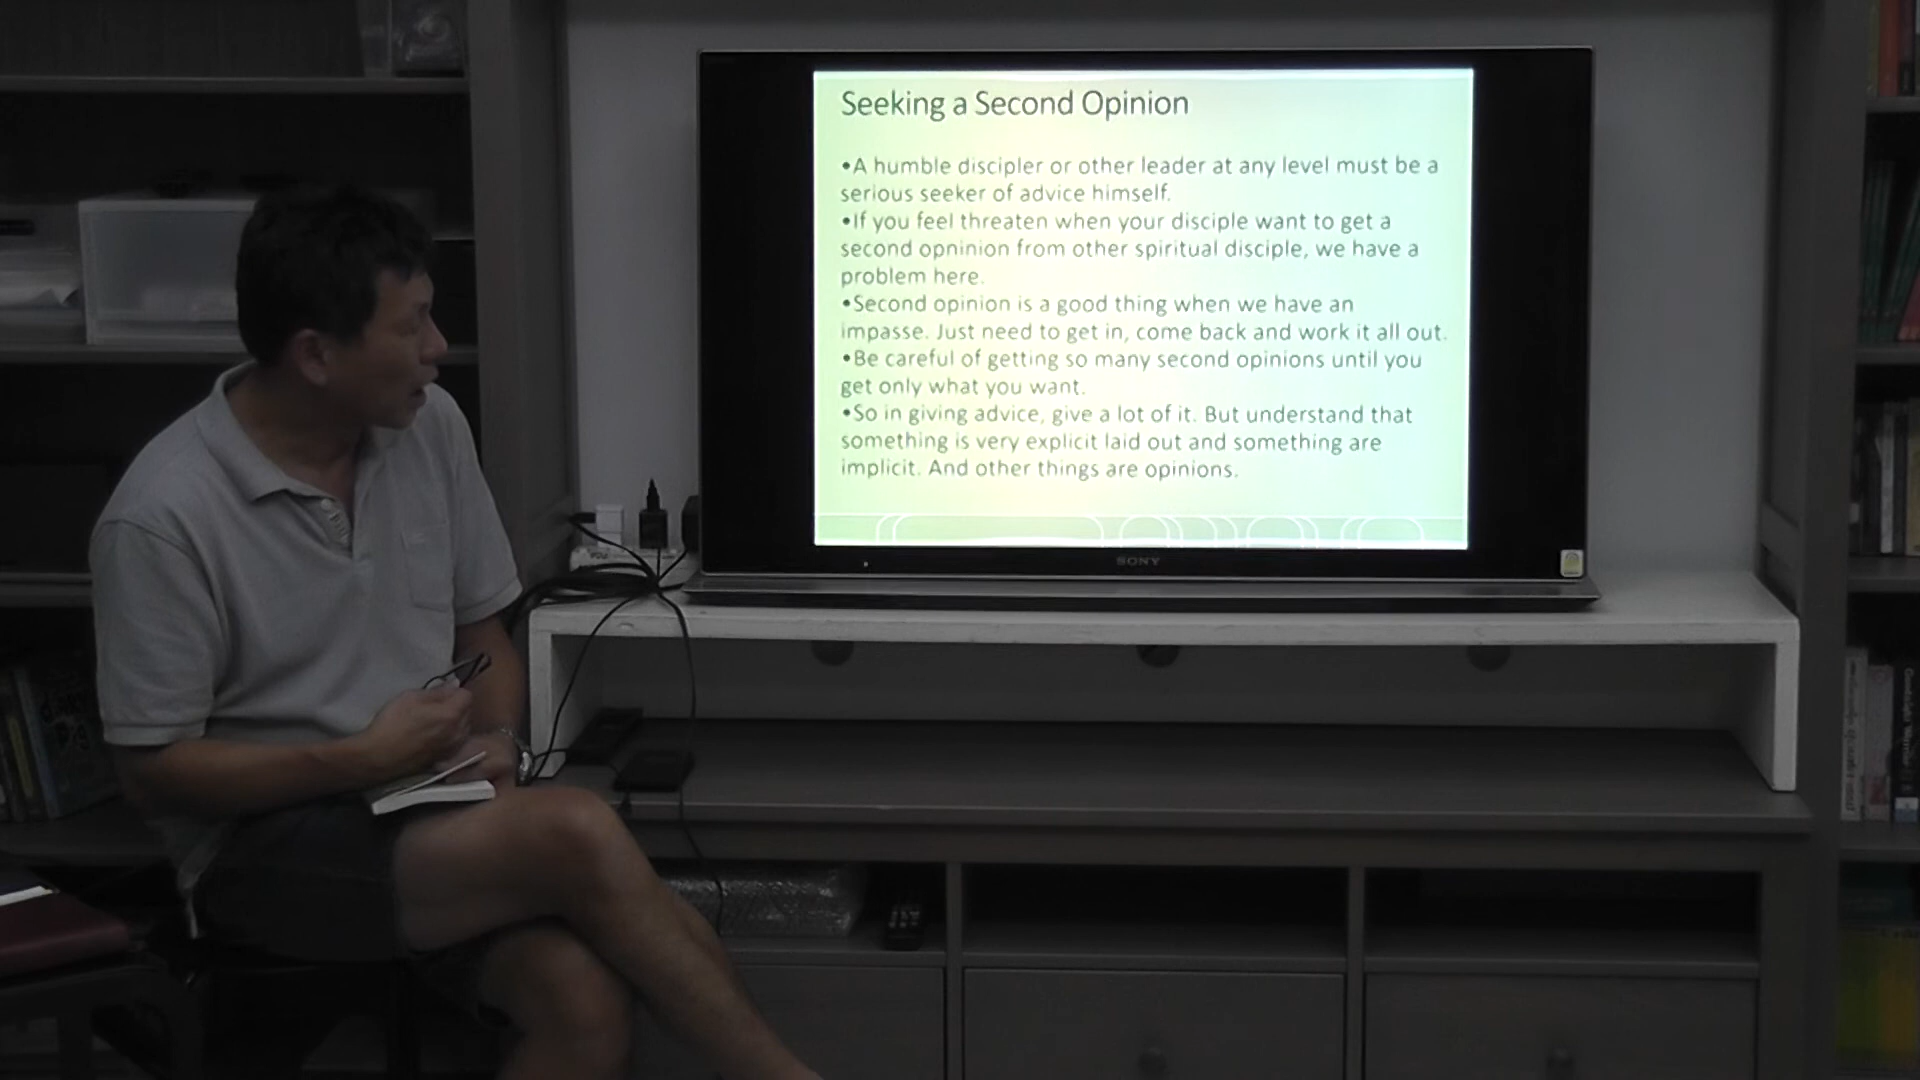 Seeking a Second Opinion
•A humble discipler or other leader at any level must be a
serious seeker of advice himself.
•If you feel threaten when your disciple want to get a
second opninion from other spiritual disciple, we have a
problem here.
•Second opinion is a good thing when we have an
impasse. Just need to get in, come back and work it all out.
•Be careful of getting so many second opinions until you
get only what you want.
•So in giving advice, give a lot of it. But understand that
something is very explicit laid out and something are
implicit. And other things are opinions.
SONY